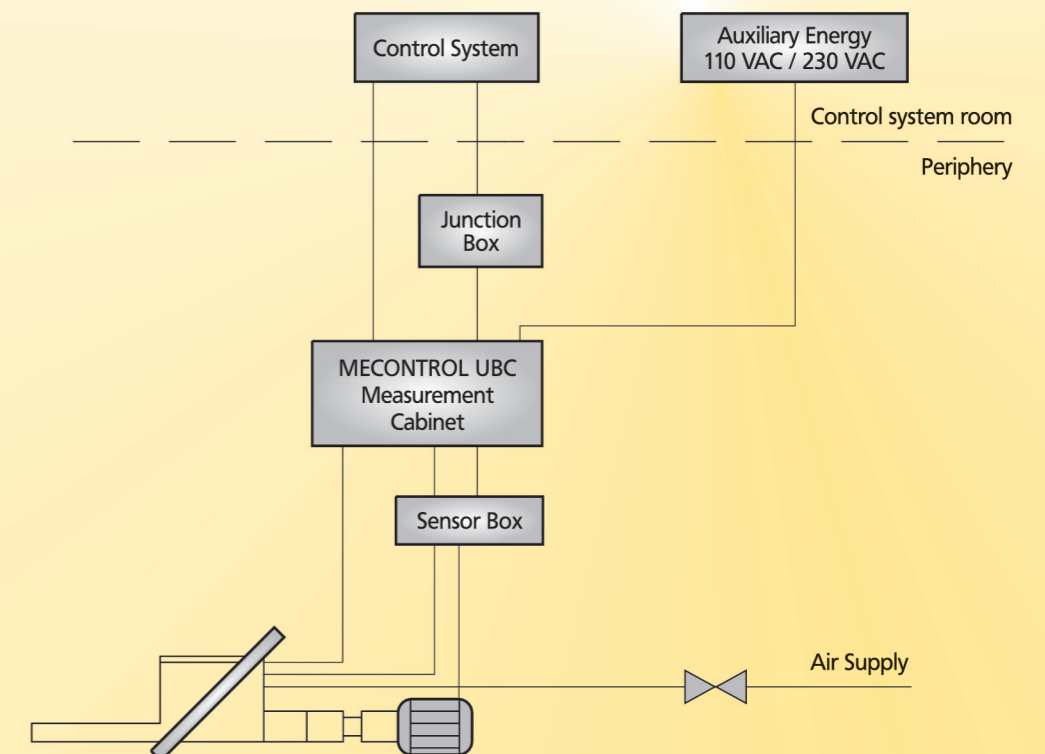 Control System
Auxiliary Energy
110 VAC / 230 VAC
Control system room
Periphery
Junction
Box
MECONTROL UBC
Measurement
Cabinet
Sensor Box
Air Supply